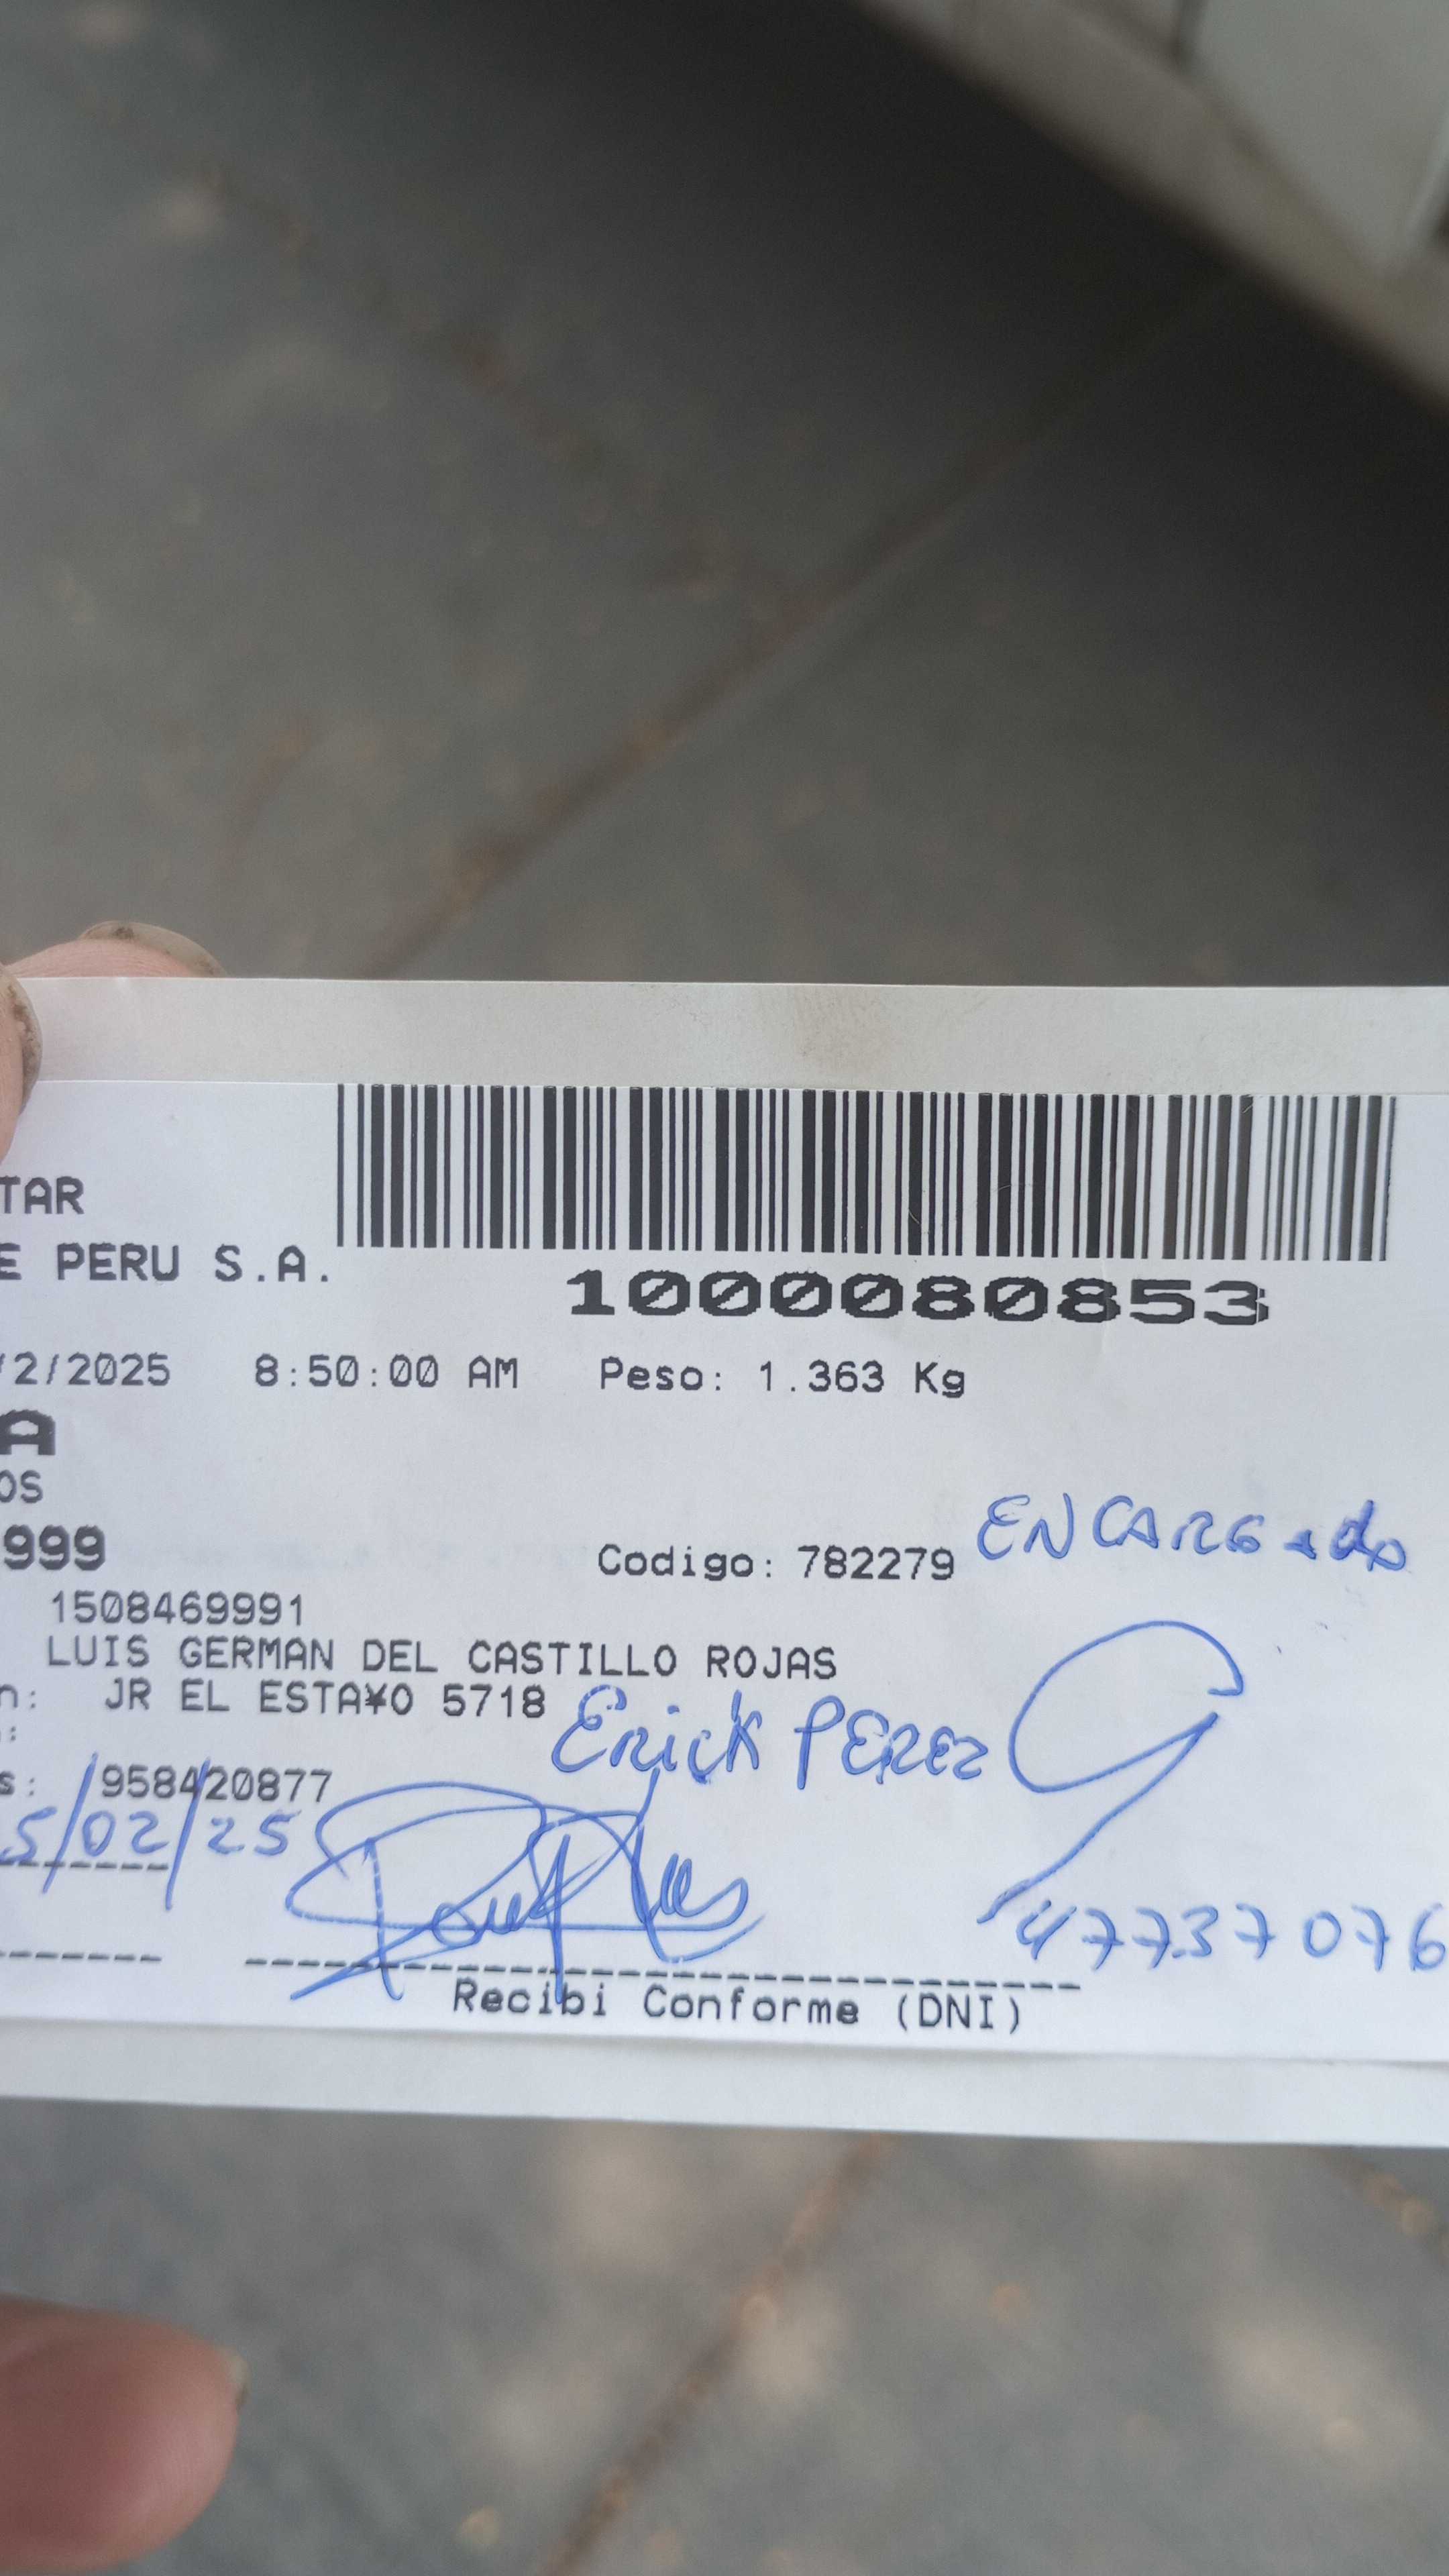 TAR
E PERU S.A.
1000080853
/2/2025 8:50:00 AM Peso: 1.363 Kg
A
OS
999
Codigo: 782279 ENCARGado
1508469991
LUIS GERMAN DEL CASTILLO ROJAS
n: JR EL ESTA¥O 5718
Erick PEREZ
:
s: 958420877
5/02/25
47737076
Recibi Conforme (DNI)